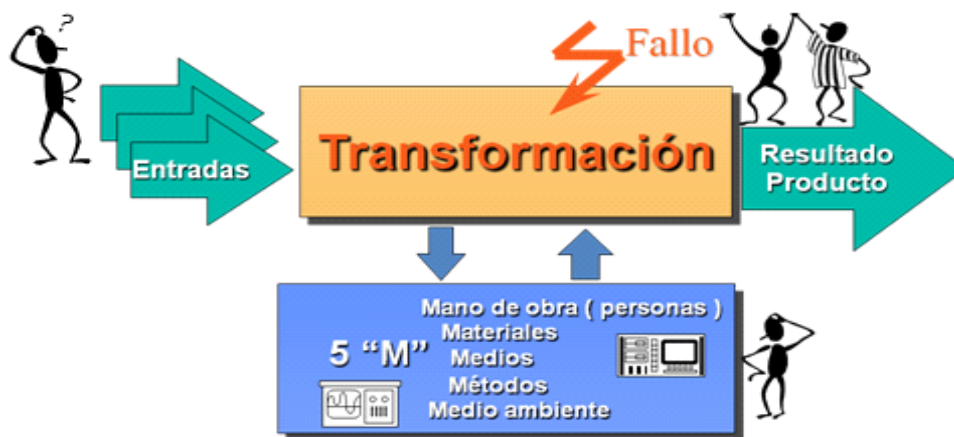 ?
Fallo
Entradas
Transformación
Resultado
Producto
5 “M”
Mano de obra ( personas )
Materiales
Medios
Métodos
Medio ambiente